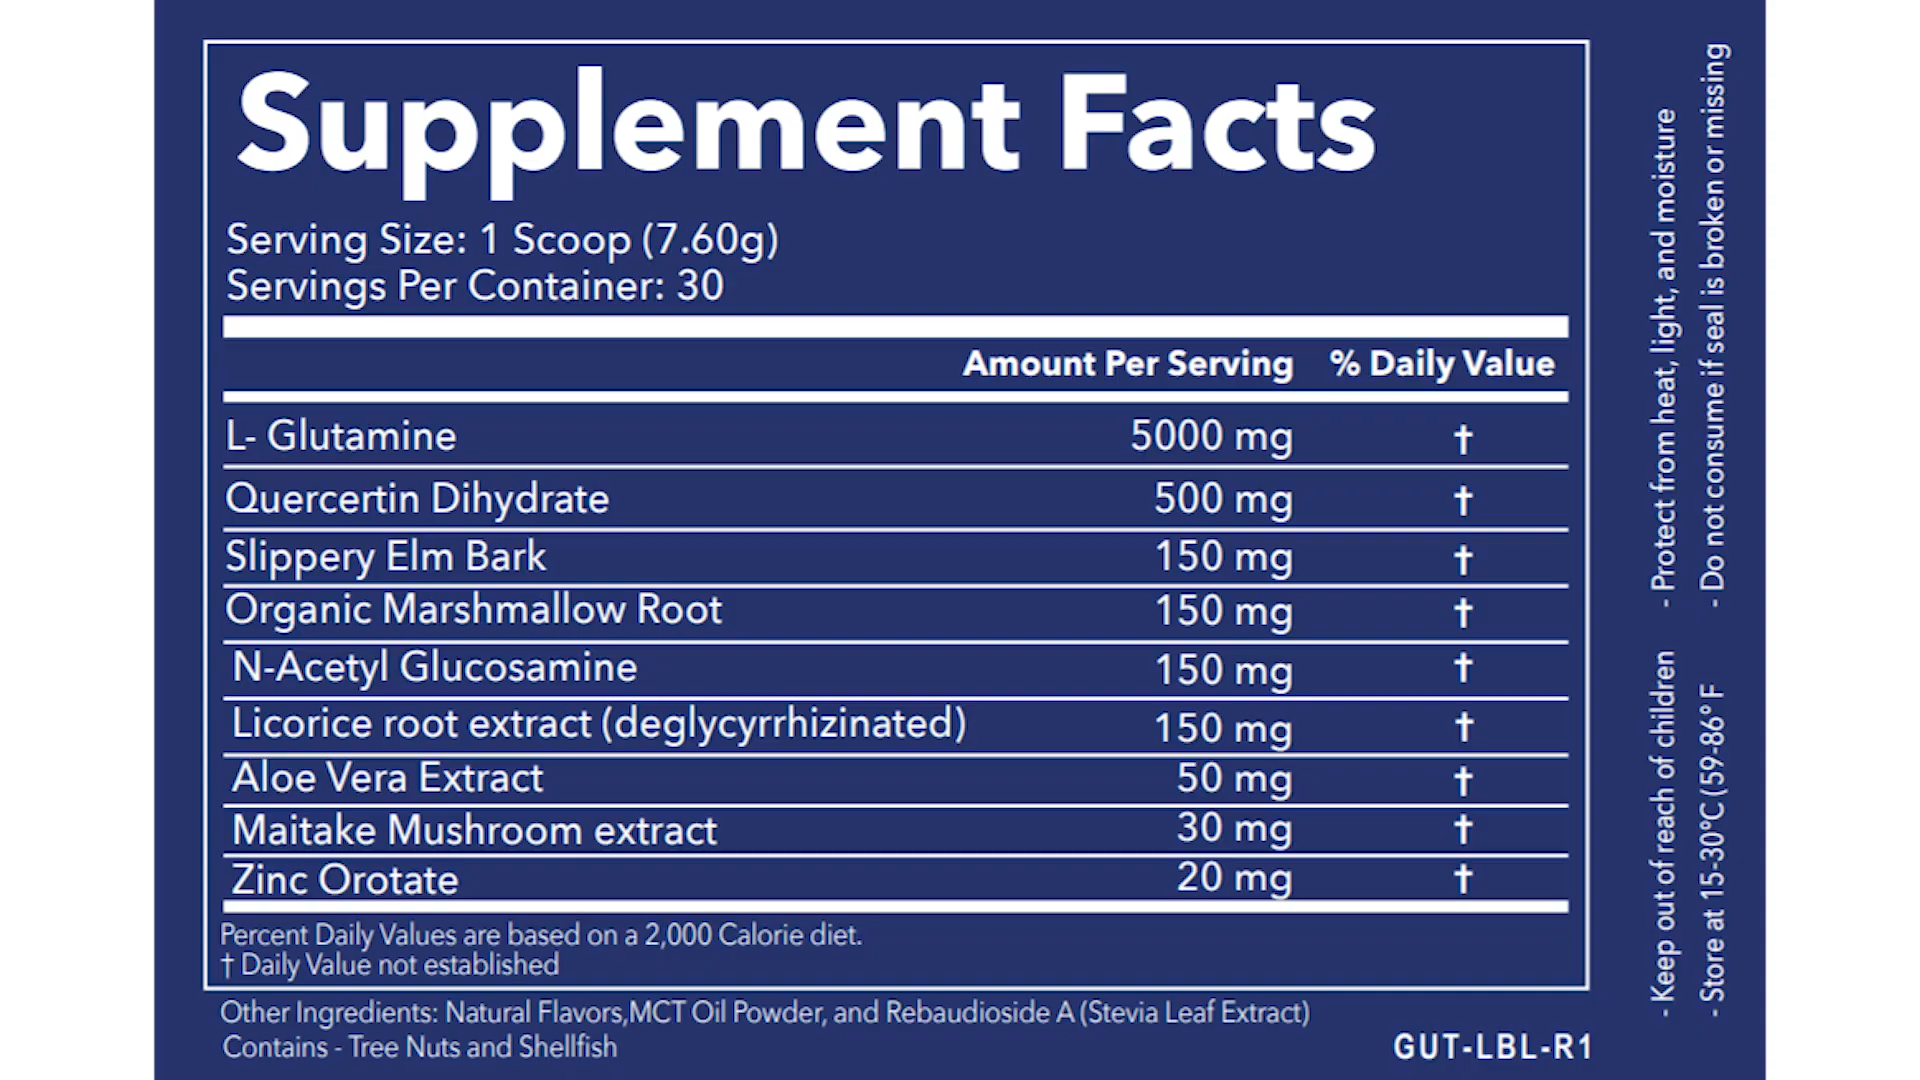 Supplement Facts
Serving Size: 1 Scoop (7.60g)
Servings Per Container: 30
Amount Per Serving % Daily Value
L- Glutamine 5000 mg †
Quercertin Dihydrate 500 mg †
Slippery Elm Bark 150 mg †
Organic Marshmallow Root 150 mg †
N-Acetyl Glucosamine 150 mg †
Licorice root extract (deglycyrrhizinated) 150 mg †
Aloe Vera Extract 50 mg †
Maitake Mushroom extract 30 mg †
Zinc Orotate 20 mg †
Percent Daily Values are based on a 2,000 Calorie diet.
† Daily Value not established
Other Ingredients: Natural Flavors,MCT Oil Powder, and Rebaudioside A (Stevia Leaf Extract)
Contains - Tree Nuts and Shellfish
GUT-LBL-R1
- Keep out of reach of children - Protect from heat, light, and moisture
- Store at 15-30°C (59-86° F - Do not consume if seal is broken or missing